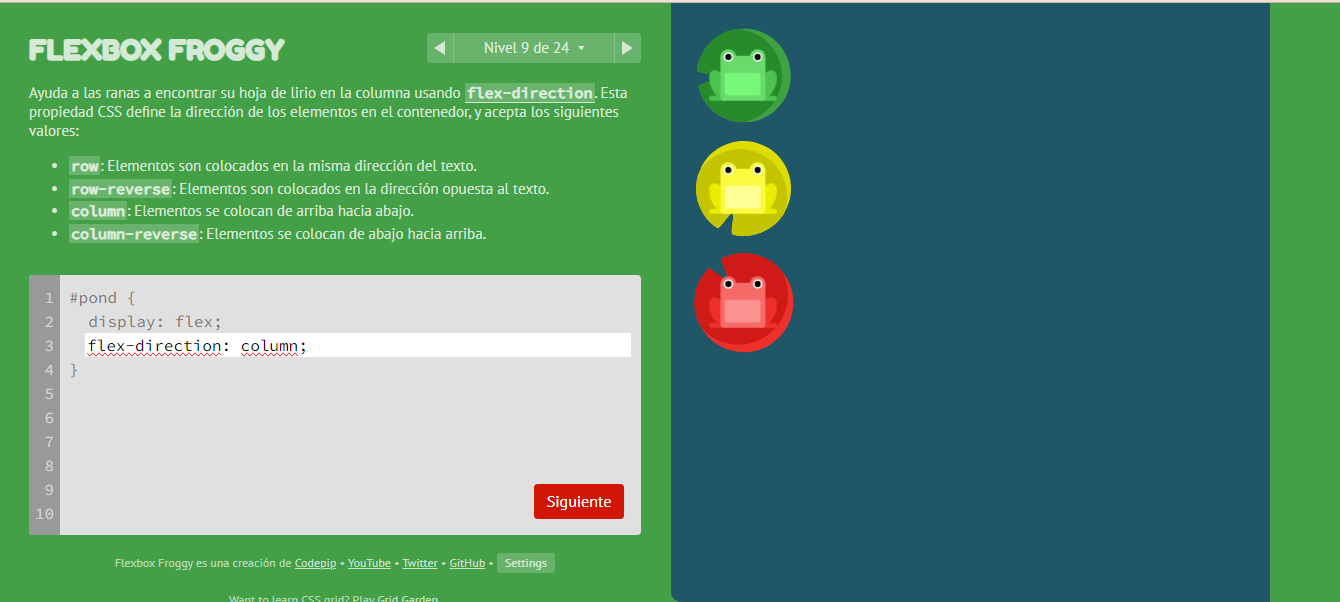 FLEXBOX FROGGY
Nivel 9 de 24
Ayuda a las ranas a encontrar su hoja de lirio en la columna usando flex-direction. Esta
propiedad CSS define la dirección de los elementos en el contenedor, y acepta los siguientes
valores:
• row: Elementos son colocados en la misma dirección del texto.
• row-reverse: Elementos son colocados en la dirección opuesta al texto.
• column: Elementos se colocan de arriba hacia abajo.
• column-reverse: Elementos se colocan de abajo hacia arriba.
1 #pond {
2 display: flex;
3 flex-direction: column;
4 }
5
6
7
8
9
10
Siguiente
Flexbox Froggy es una creación de Codepip • YouTube • Twitter • GitHub • Settings
Want to learn CSS grid? Play Grid Garden.